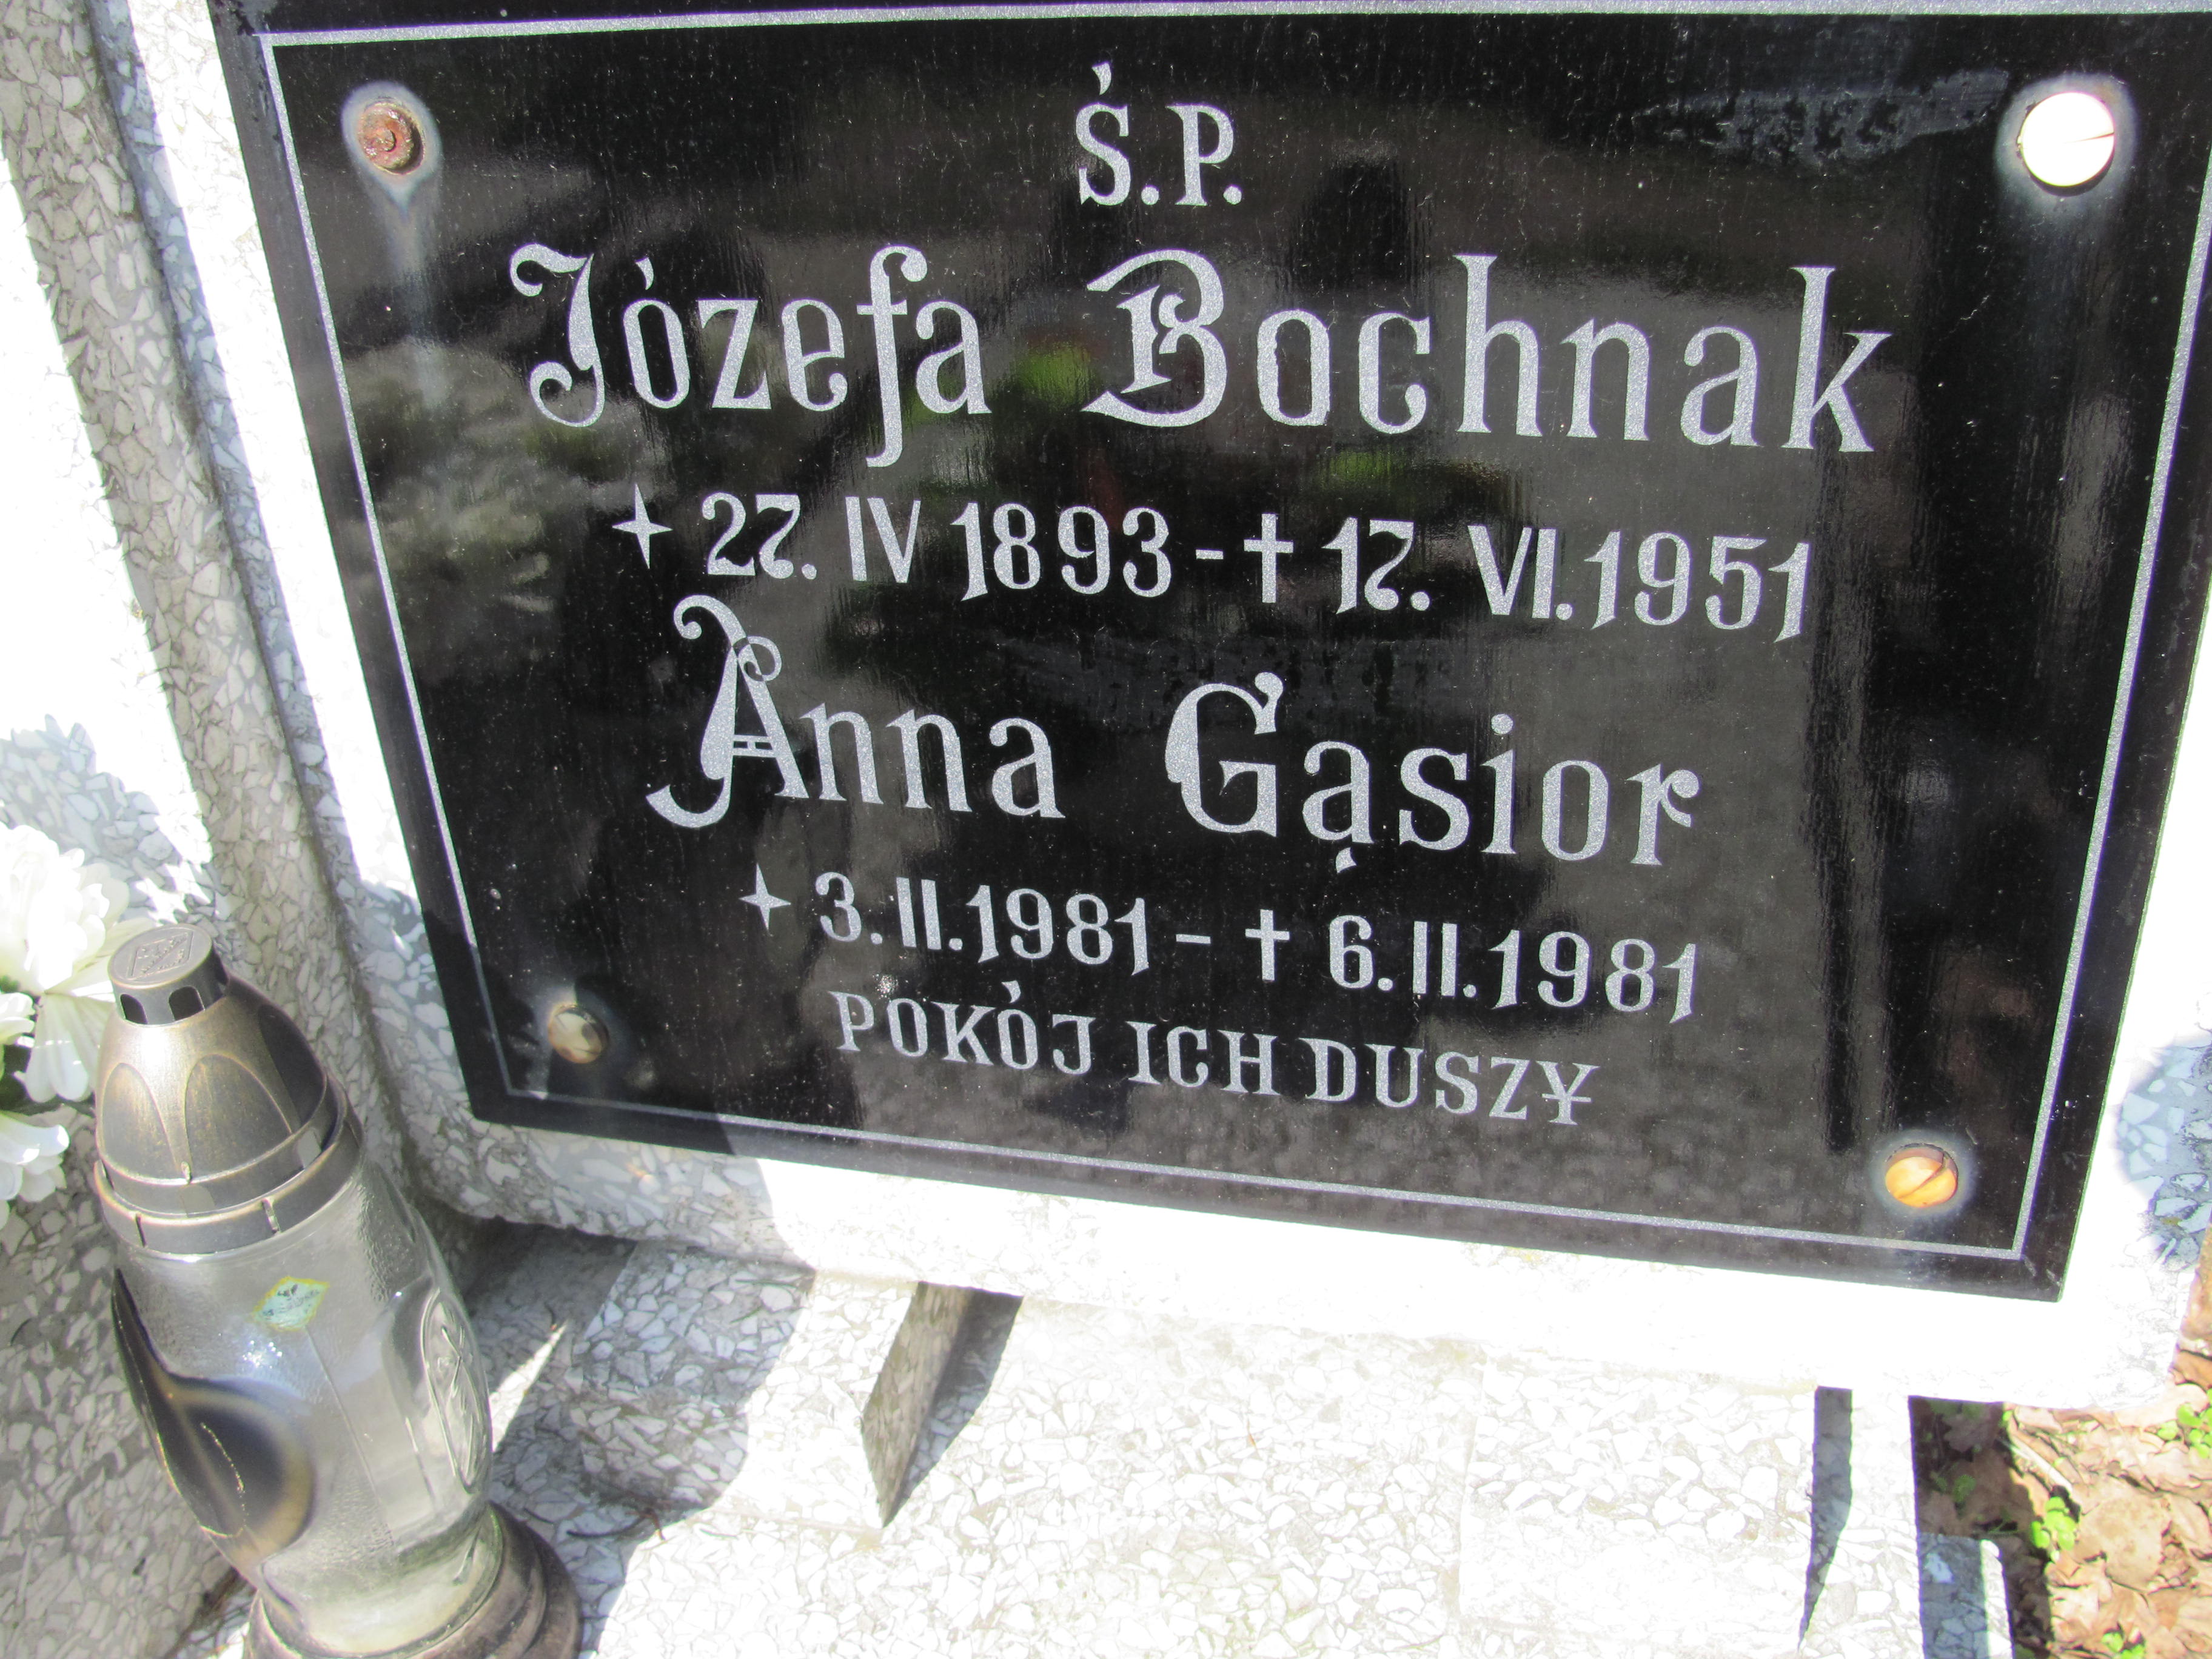 Ś.P.
Józefa Bochnak
✦ 27. IV 1893 - ✝ 17. VI. 1951
Anna Gąsior
✦ 3. II. 1981 - ✝ 6. II. 1981
POKÓJ ICH DUSZY